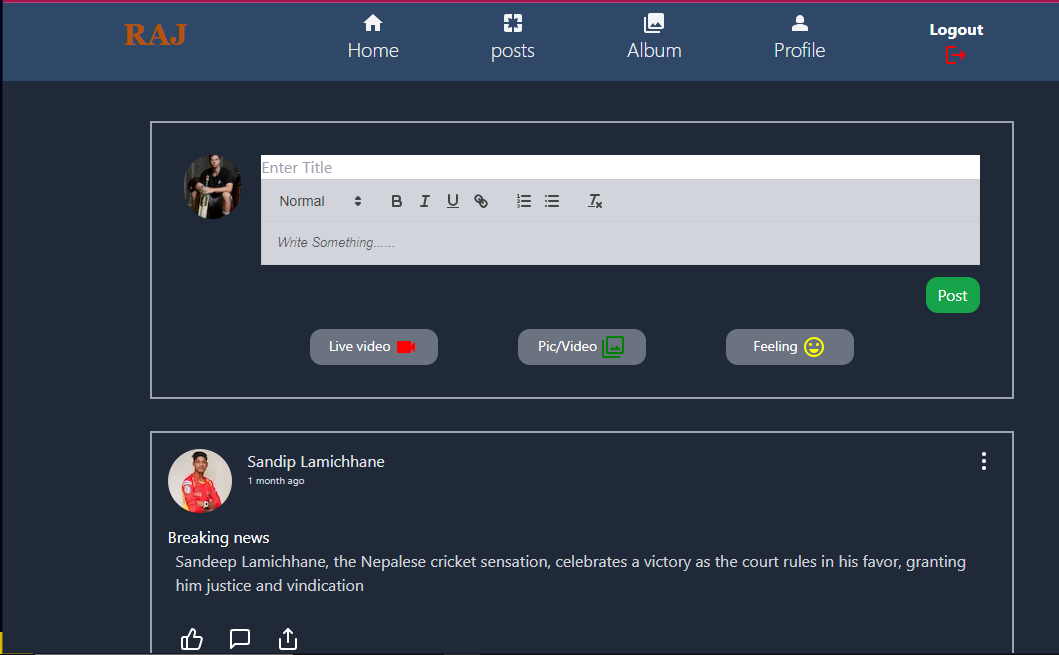 RAJ
Home
posts
Album
Profile
Logout
Enter Title
Normal
B I U
Write Something......
Post
Live video
Pic/Video
Feeling
Sandip Lamichhane
1 month ago
Breaking news
Sandeep Lamichhane, the Nepalese cricket sensation, celebrates a victory as the court rules in his favor, granting
him justice and vindication